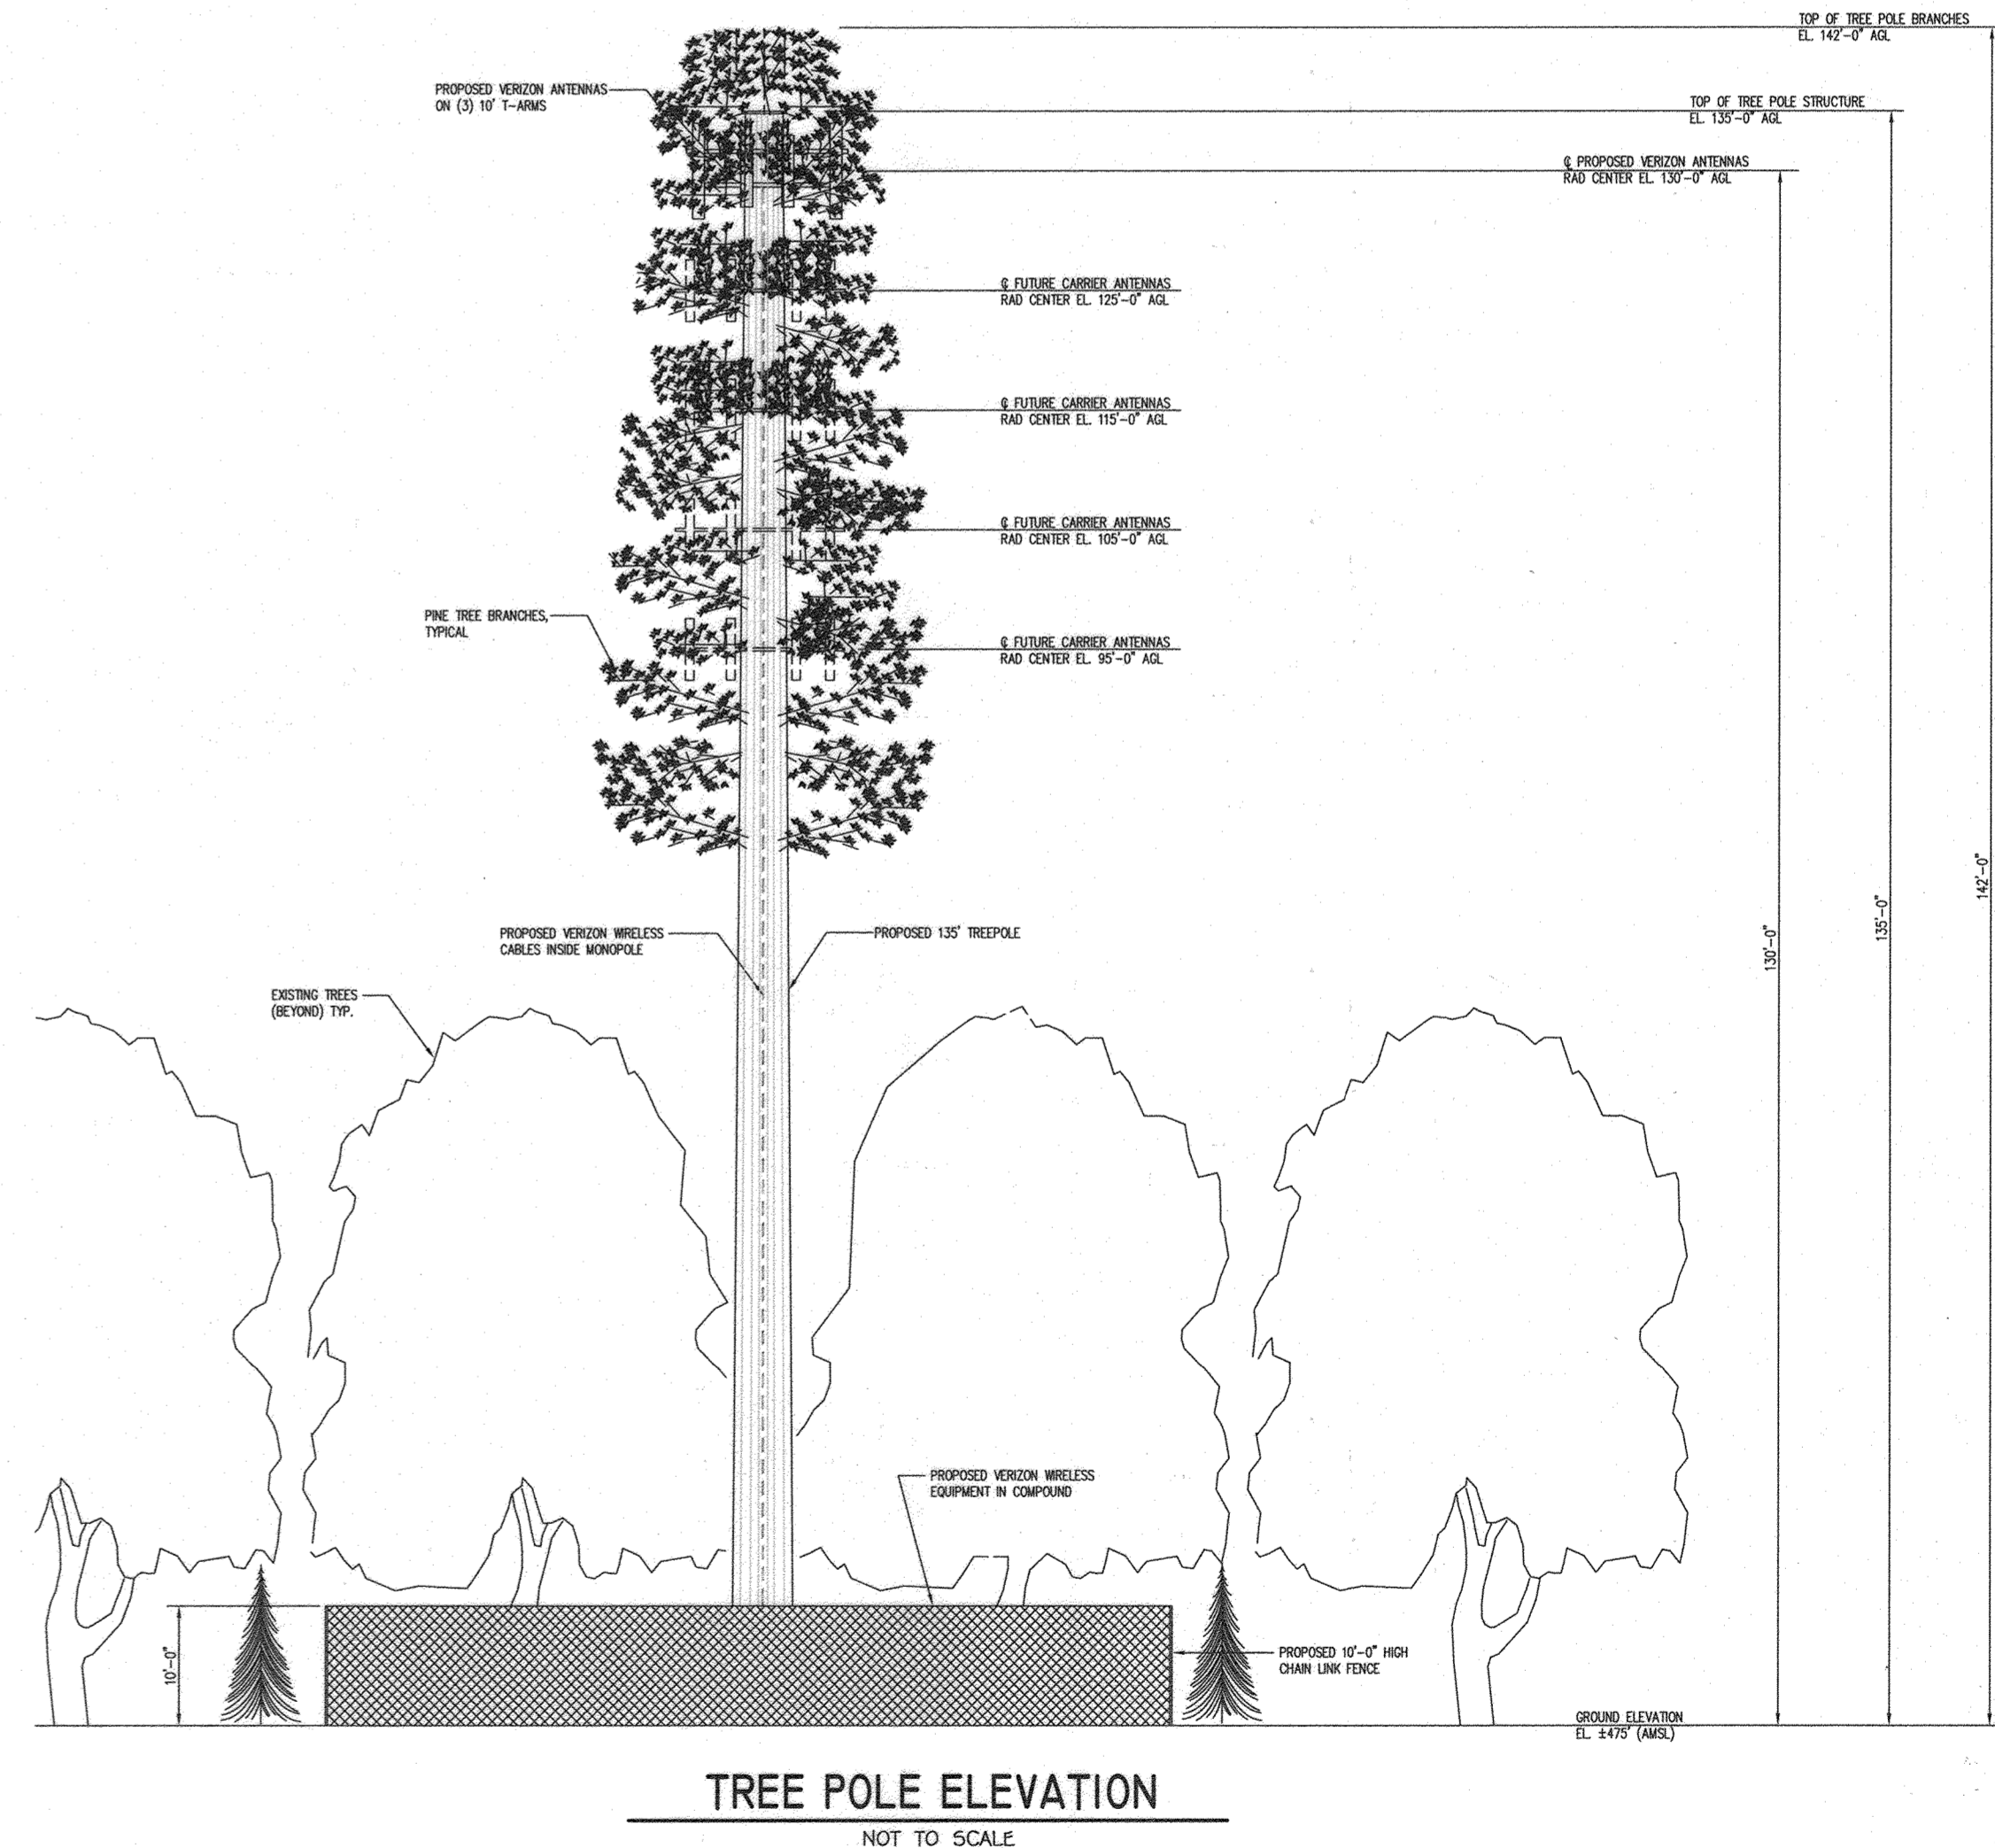 TOP OF TREE POLE BRANCHES
EL. 142'-0" AGL
PROPOSED VERIZON ANTENNAS
ON (3) 10' T-ARMS
TOP OF TREE POLE STRUCTURE
EL. 135'-0" AGL
℄ PROPOSED VERIZON ANTENNAS
RAD CENTER EL. 130'-0" AGL
℄ FUTURE CARRIER ANTENNAS
RAD CENTER EL. 125'-0" AGL
℄ FUTURE CARRIER ANTENNAS
RAD CENTER EL. 115'-0" AGL
℄ FUTURE CARRIER ANTENNAS
RAD CENTER EL. 105'-0" AGL
PINE TREE BRANCHES,
TYPICAL
℄ FUTURE CARRIER ANTENNAS
RAD CENTER EL. 95'-0" AGL
142'-0"
135'-0"
130'-0"
PROPOSED VERIZON WIRELESS
CABLES INSIDE MONOPOLE
PROPOSED 135' TREEPOLE
EXISTING TREES
(BEYOND) TYP.
PROPOSED VERIZON WIRELESS
EQUIPMENT IN COMPOUND
10'-0"
PROPOSED 10'-0" HIGH
CHAIN LINK FENCE
GROUND ELEVATION
EL. ±475' (AMSL)
TREE POLE ELEVATION
NOT TO SCALE